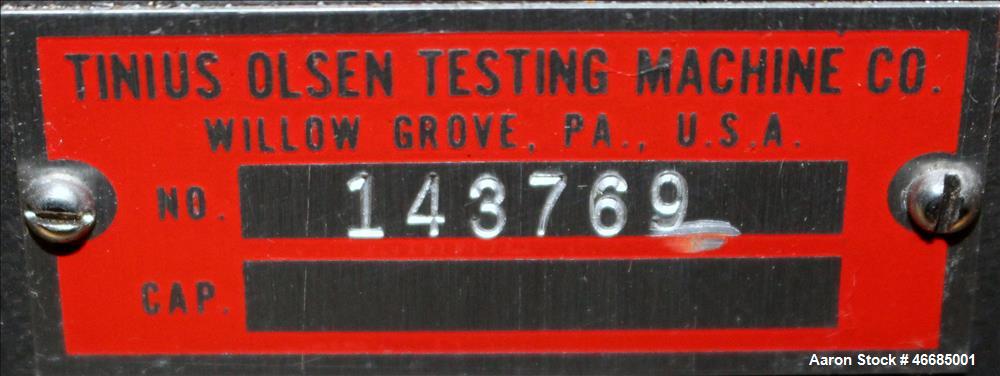 TINIUS OLSEN TESTING MACHINE CO.
WILLOW GROVE, PA., U.S.A.
NO. 143769
CAP.
Aaron Stock # 46685001